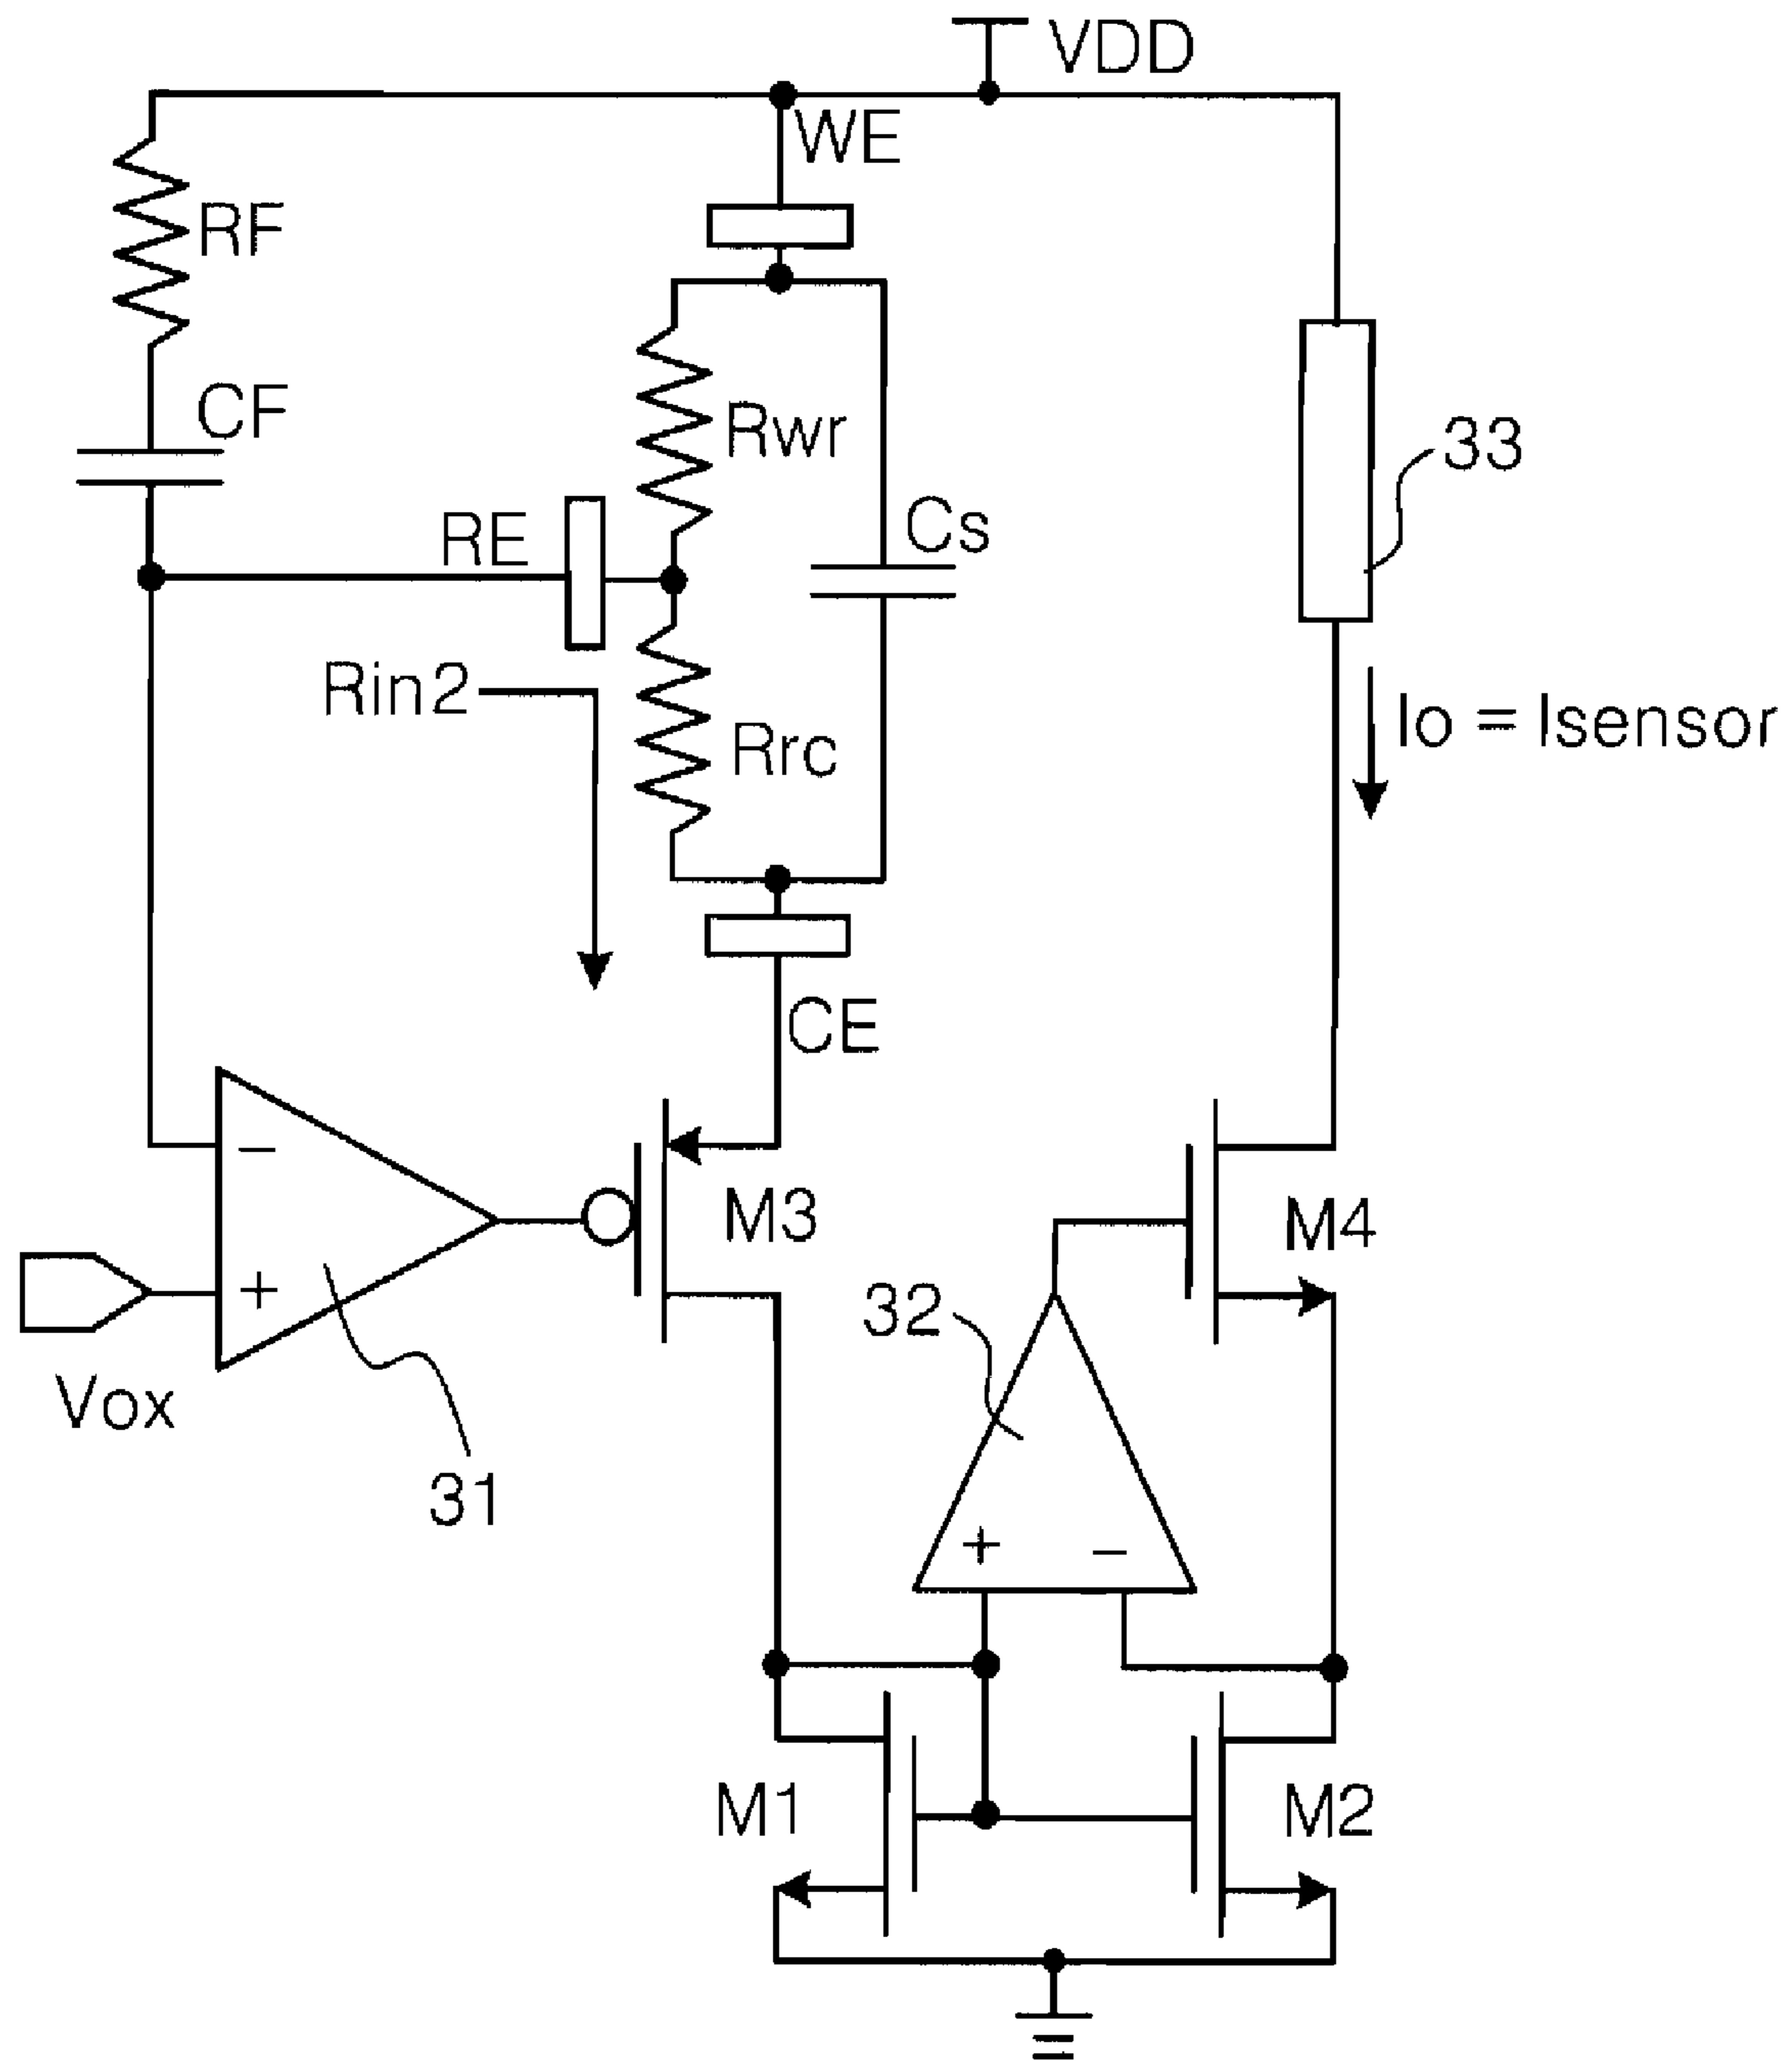 VDD
WE
RF
CF
Rwr
33
RE
Cs
Rin2
Rrc
Io = Isensor
CE
−
M3
M4
+
32
Vox
31
+ −
M1
M2